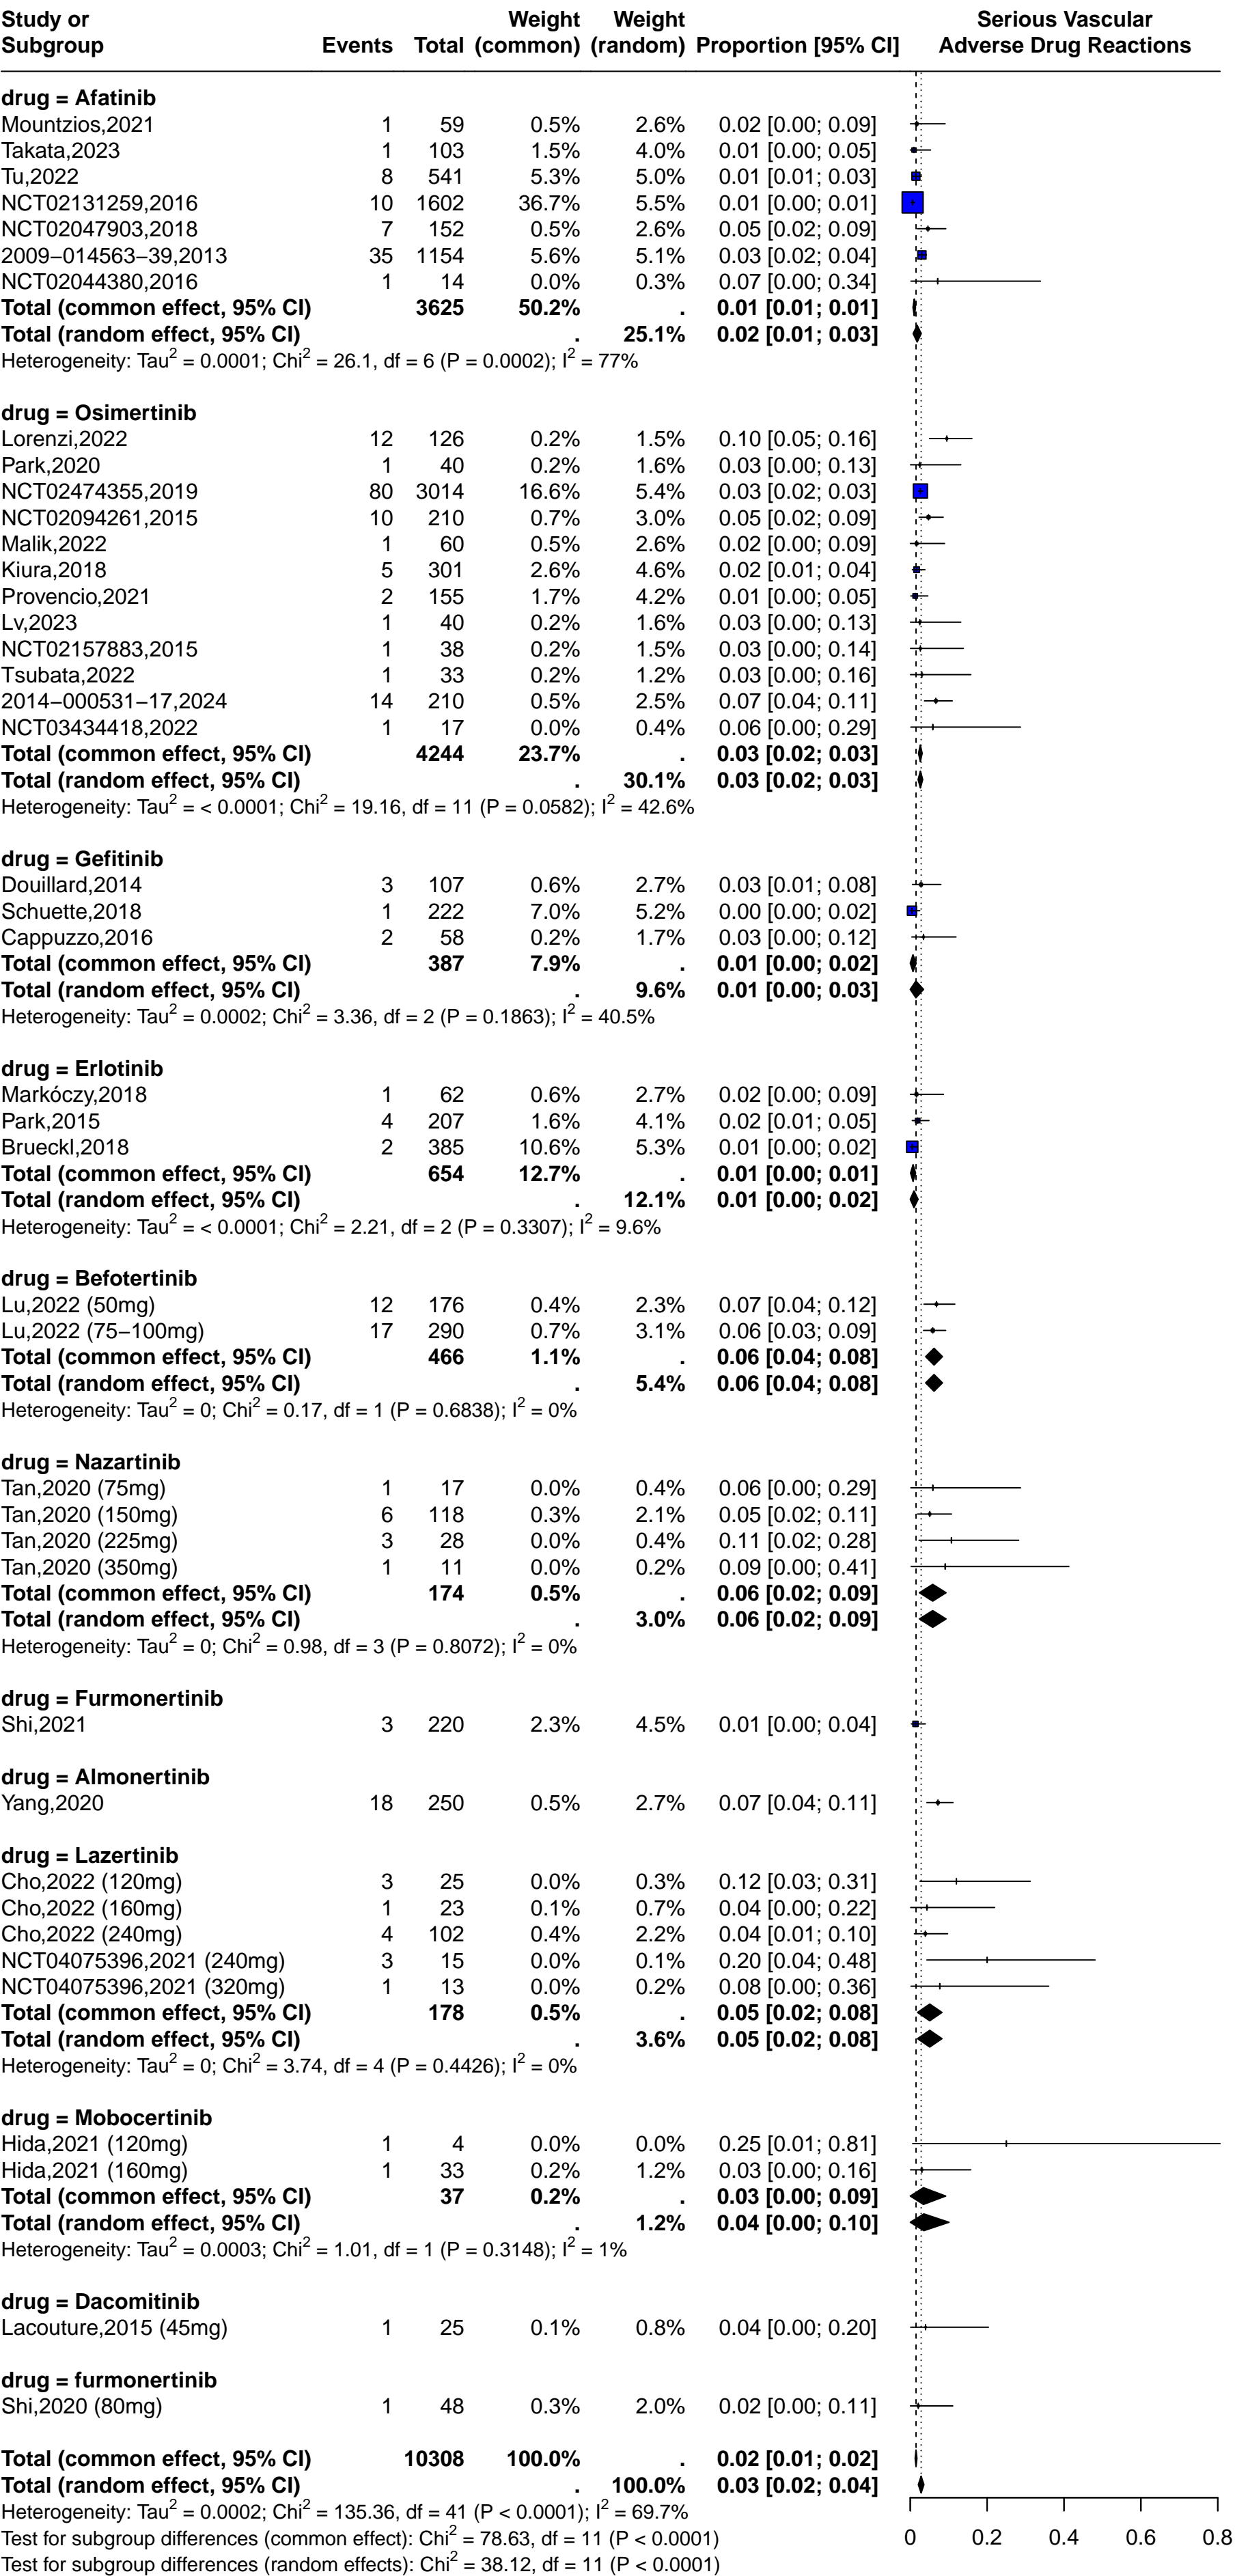 Study or Subgroup Events Total Weight (common) Weight (random) Proportion [95% CI] Serious Vascular Adverse Drug Reactions
drug = Afatinib
Mountzios,2021 1 59 0.5% 2.6% 0.02 [0.00; 0.09]
Takata,2023 1 103 1.5% 4.0% 0.01 [0.00; 0.05]
Tu,2022 8 541 5.3% 5.0% 0.01 [0.01; 0.03]
NCT02131259,2016 10 1602 36.7% 5.5% 0.01 [0.00; 0.01]
NCT02047903,2018 7 152 0.5% 2.6% 0.05 [0.02; 0.09]
2009−014563−39,2013 35 1154 5.6% 5.1% 0.03 [0.02; 0.04]
NCT02044380,2016 1 14 0.0% 0.3% 0.07 [0.00; 0.34]
Total (common effect, 95% CI) 3625 50.2% . 0.01 [0.01; 0.01]
Total (random effect, 95% CI) . 25.1% 0.02 [0.01; 0.03]
Heterogeneity: Tau² = 0.0001; Chi² = 26.1, df = 6 (P = 0.0002); I² = 77%
drug = Osimertinib
Lorenzi,2022 12 126 0.2% 1.5% 0.10 [0.05; 0.16]
Park,2020 1 40 0.2% 1.6% 0.03 [0.00; 0.13]
NCT02474355,2019 80 3014 16.6% 5.4% 0.03 [0.02; 0.03]
NCT02094261,2015 10 210 0.7% 3.0% 0.05 [0.02; 0.09]
Malik,2022 1 60 0.5% 2.6% 0.02 [0.00; 0.09]
Kiura,2018 5 301 2.6% 4.6% 0.02 [0.01; 0.04]
Provencio,2021 2 155 1.7% 4.2% 0.01 [0.00; 0.05]
Lv,2023 1 40 0.2% 1.6% 0.03 [0.00; 0.13]
NCT02157883,2015 1 38 0.2% 1.5% 0.03 [0.00; 0.14]
Tsubata,2022 1 33 0.2% 1.2% 0.03 [0.00; 0.16]
2014−000531−17,2024 14 210 0.5% 2.5% 0.07 [0.04; 0.11]
NCT03434418,2022 1 17 0.0% 0.4% 0.06 [0.00; 0.29]
Total (common effect, 95% CI) 4244 23.7% . 0.03 [0.02; 0.03]
Total (random effect, 95% CI) . 30.1% 0.03 [0.02; 0.03]
Heterogeneity: Tau² = < 0.0001; Chi² = 19.16, df = 11 (P = 0.0582); I² = 42.6%
drug = Gefitinib
Douillard,2014 3 107 0.6% 2.7% 0.03 [0.01; 0.08]
Schuette,2018 1 222 7.0% 5.2% 0.00 [0.00; 0.02]
Cappuzzo,2016 2 58 0.2% 1.7% 0.03 [0.00; 0.12]
Total (common effect, 95% CI) 387 7.9% . 0.01 [0.00; 0.02]
Total (random effect, 95% CI) . 9.6% 0.01 [0.00; 0.03]
Heterogeneity: Tau² = 0.0002; Chi² = 3.36, df = 2 (P = 0.1863); I² = 40.5%
drug = Erlotinib
Markóczy,2018 1 62 0.6% 2.7% 0.02 [0.00; 0.09]
Park,2015 4 207 1.6% 4.1% 0.02 [0.01; 0.05]
Brueckl,2018 2 385 10.6% 5.3% 0.01 [0.00; 0.02]
Total (common effect, 95% CI) 654 12.7% . 0.01 [0.00; 0.01]
Total (random effect, 95% CI) . 12.1% 0.01 [0.00; 0.02]
Heterogeneity: Tau² = < 0.0001; Chi² = 2.21, df = 2 (P = 0.3307); I² = 9.6%
drug = Befotertinib
Lu,2022 (50mg) 12 176 0.4% 2.3% 0.07 [0.04; 0.12]
Lu,2022 (75−100mg) 17 290 0.7% 3.1% 0.06 [0.03; 0.09]
Total (common effect, 95% CI) 466 1.1% . 0.06 [0.04; 0.08]
Total (random effect, 95% CI) . 5.4% 0.06 [0.04; 0.08]
Heterogeneity: Tau² = 0; Chi² = 0.17, df = 1 (P = 0.6838); I² = 0%
drug = Nazartinib
Tan,2020 (75mg) 1 17 0.0% 0.4% 0.06 [0.00; 0.29]
Tan,2020 (150mg) 6 118 0.3% 2.1% 0.05 [0.02; 0.11]
Tan,2020 (225mg) 3 28 0.0% 0.4% 0.11 [0.02; 0.28]
Tan,2020 (350mg) 1 11 0.0% 0.2% 0.09 [0.00; 0.41]
Total (common effect, 95% CI) 174 0.5% . 0.06 [0.02; 0.09]
Total (random effect, 95% CI) . 3.0% 0.06 [0.02; 0.09]
Heterogeneity: Tau² = 0; Chi² = 0.98, df = 3 (P = 0.8072); I² = 0%
drug = Furmonertinib
Shi,2021 3 220 2.3% 4.5% 0.01 [0.00; 0.04]
drug = Almonertinib
Yang,2020 18 250 0.5% 2.7% 0.07 [0.04; 0.11]
drug = Lazertinib
Cho,2022 (120mg) 3 25 0.0% 0.3% 0.12 [0.03; 0.31]
Cho,2022 (160mg) 1 23 0.1% 0.7% 0.04 [0.00; 0.22]
Cho,2022 (240mg) 4 102 0.4% 2.2% 0.04 [0.01; 0.10]
NCT04075396,2021 (240mg) 3 15 0.0% 0.1% 0.20 [0.04; 0.48]
NCT04075396,2021 (320mg) 1 13 0.0% 0.2% 0.08 [0.00; 0.36]
Total (common effect, 95% CI) 178 0.5% . 0.05 [0.02; 0.08]
Total (random effect, 95% CI) . 3.6% 0.05 [0.02; 0.08]
Heterogeneity: Tau² = 0; Chi² = 3.74, df = 4 (P = 0.4426); I² = 0%
drug = Mobocertinib
Hida,2021 (120mg) 1 4 0.0% 0.0% 0.25 [0.01; 0.81]
Hida,2021 (160mg) 1 33 0.2% 1.2% 0.03 [0.00; 0.16]
Total (common effect, 95% CI) 37 0.2% . 0.03 [0.00; 0.09]
Total (random effect, 95% CI) . 1.2% 0.04 [0.00; 0.10]
Heterogeneity: Tau² = 0.0003; Chi² = 1.01, df = 1 (P = 0.3148); I² = 1%
drug = Dacomitinib
Lacouture,2015 (45mg) 1 25 0.1% 0.8% 0.04 [0.00; 0.20]
drug = furmonertinib
Shi,2020 (80mg) 1 48 0.3% 2.0% 0.02 [0.00; 0.11]
Total (common effect, 95% CI) 10308 100.0% . 0.02 [0.01; 0.02]
Total (random effect, 95% CI) . 100.0% 0.03 [0.02; 0.04]
Heterogeneity: Tau² = 0.0002; Chi² = 135.36, df = 41 (P < 0.0001); I² = 69.7%
Test for subgroup differences (common effect): Chi² = 78.63, df = 11 (P < 0.0001)
Test for subgroup differences (random effects): Chi² = 38.12, df = 11 (P < 0.0001)
0 0.2 0.4 0.6 0.8